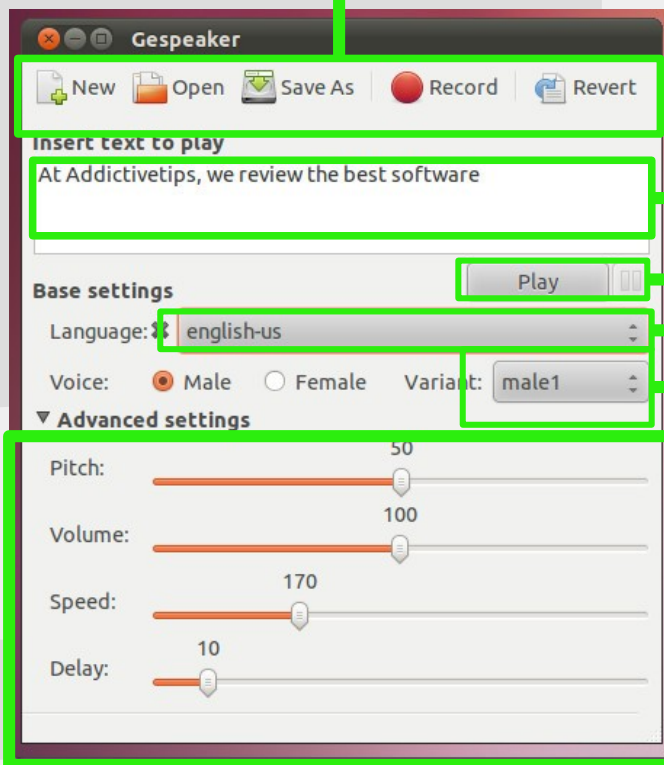 Gespeaker
New Open Save As Record Revert
Insert text to play
At Addictivetips, we review the best software
Play
Base settings
Language: english-us
Voice: Male Female Variant: male1
Advanced settings
50
Pitch:
100
Volume:
170
Speed:
10
Delay: